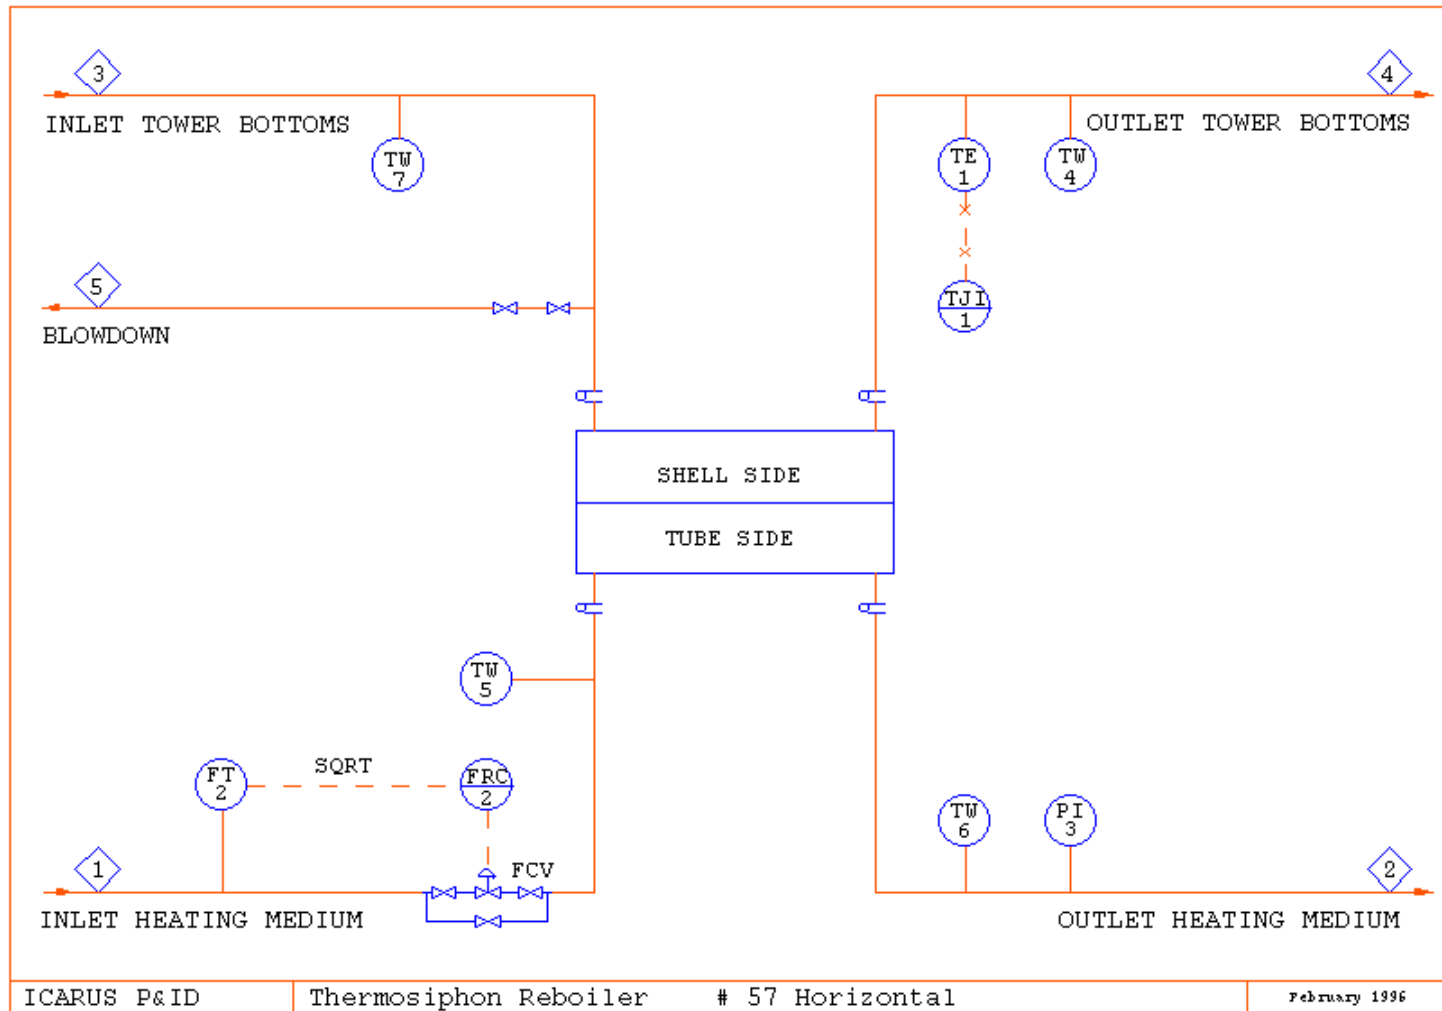 3
4
INLET TOWER BOTTOMS
OUTLET TOWER BOTTOMS
TW
7
TE
1
TW
4
5
TJI
1
BLOWDOWN
SHELL SIDE
TUBE SIDE
TW
5
SQRT
FT
2
FRC
2
TW
6
PI
3
1
FCV
2
INLET HEATING MEDIUM
OUTLET HEATING MEDIUM
ICARUS P&ID
Thermosiphon Reboiler # 57 Horizontal
February 1996